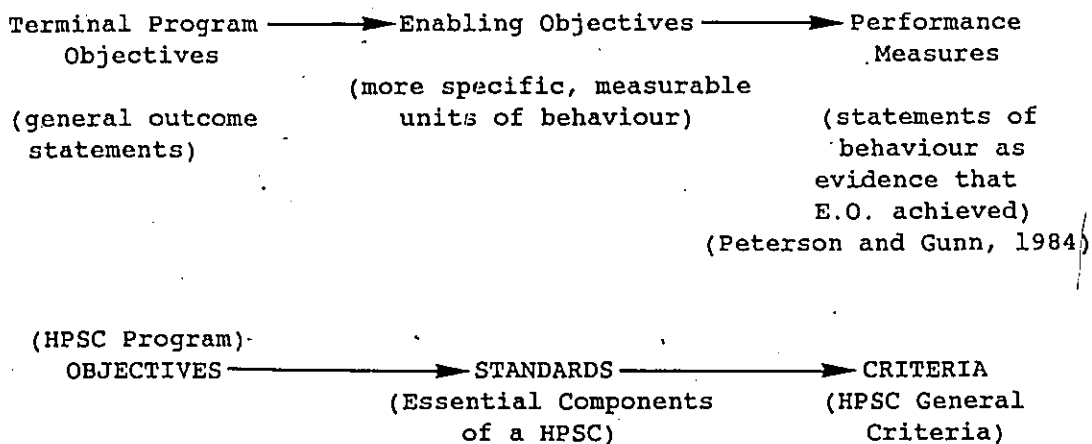 Terminal Program Enabling Objectives Performance
Objectives Measures
(more specific, measurable
(general outcome units of behaviour) (statements of
statements) behaviour as
evidence that
E.O. achieved)
(Peterson and Gunn, 1984)
(HPSC Program)
OBJECTIVES STANDARDS CRITERIA
(Essential Components (HPSC General
of a HPSC) Criteria)